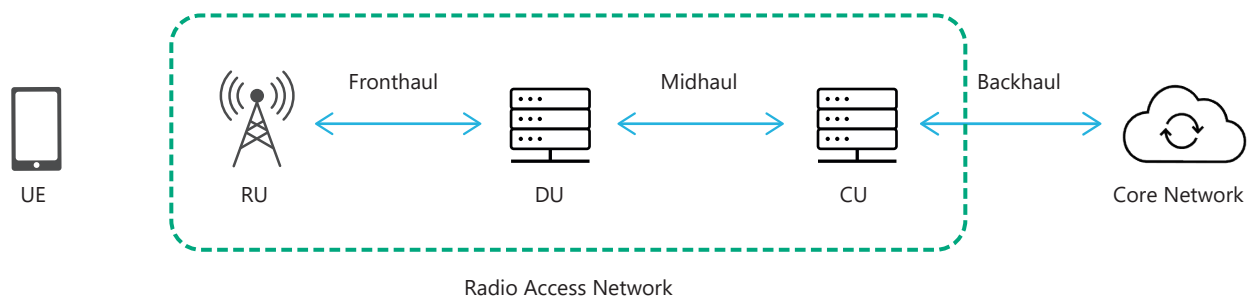 Fronthaul
Midhaul
Backhaul
UE
RU
DU
CU
Core Network
Radio Access Network